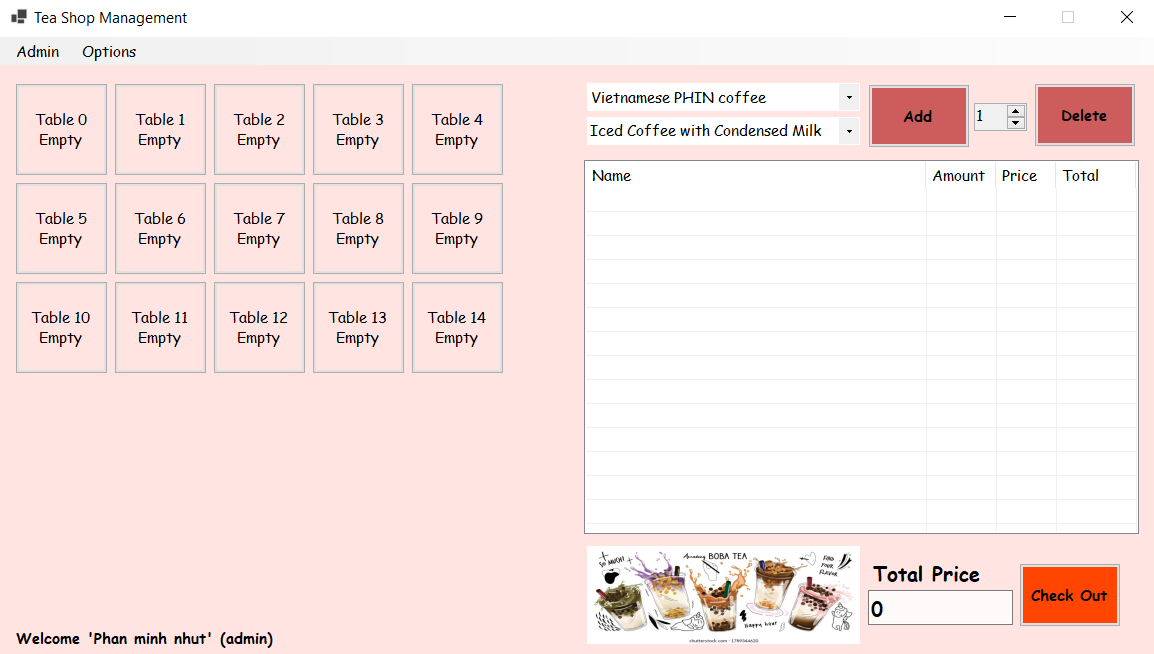 Tea Shop Management
Admin Options
Table 0
Empty
Table 1
Empty
Table 2
Empty
Table 3
Empty
Table 4
Empty
Table 5
Empty
Table 6
Empty
Table 7
Empty
Table 8
Empty
Table 9
Empty
Table 10
Empty
Table 11
Empty
Table 12
Empty
Table 13
Empty
Table 14
Empty
Vietnamese PHIN coffee
Iced Coffee with Condensed Milk
Add
1
Delete
Name Amount Price Total
SO MUCH
Amazing BOBA TEA
FIND
YOUR
FLAVOR
Happy hour
shutterstock.com · 1789344620
Total Price
0
Check Out
Welcome 'Phan minh nhut' (admin)